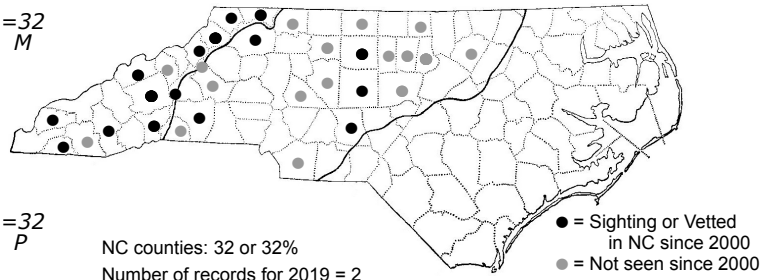 =32
M
=32
P
NC counties: 32 or 32%
Number of records for 2019 = 2
= Sighting or Vetted
in NC since 2000
= Not seen since 2000